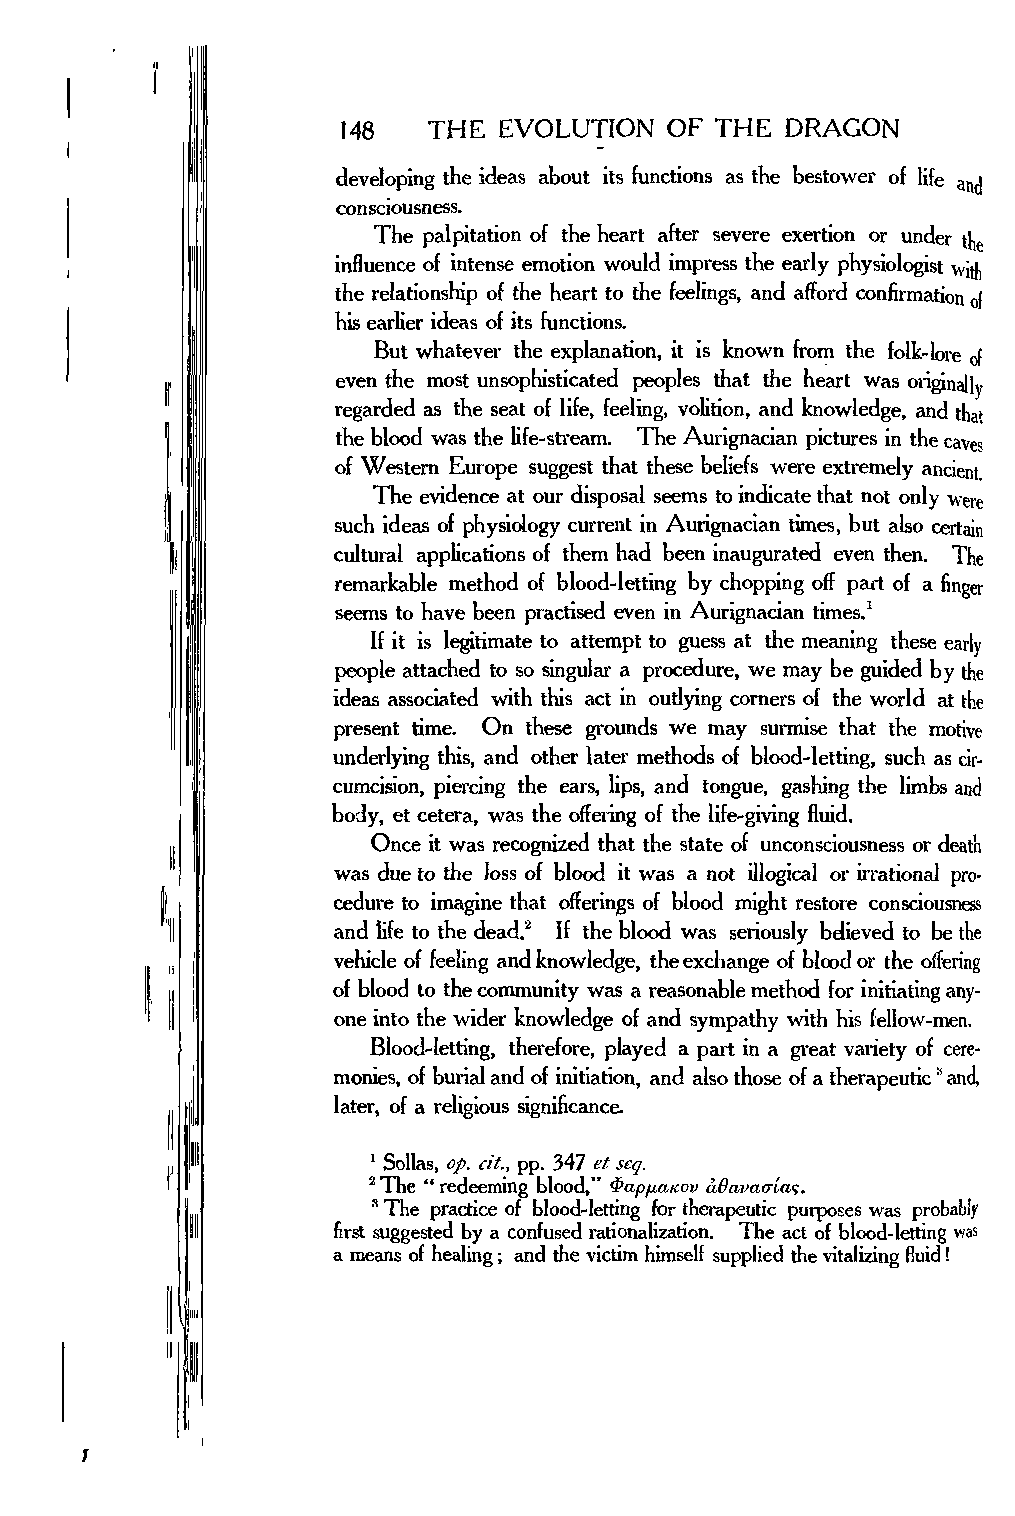 148 THE EVOLUTION OF THE DRAGON
developing the ideas about its functions as the bestower of life and
consciousness.
The palpitation of the heart after severe exertion or under the
influence of intense emotion would impress the early physiologist with
the relationship of the heart to the feelings, and afford confirmation of
his earlier ideas of its functions.
But whatever the explanation, it is known from the folk-lore of
even the most unsophisticated peoples that the heart was originally
regarded as the seat of life, feeling, volition, and knowledge, and that
the blood was the life-stream. The Aurignacian pictures in the caves
of Western Europe suggest that these beliefs were extremely ancient.
The evidence at our disposal seems to indicate that not only were
such ideas of physiology current in Aurignacian times, but also certain
cultural applications of them had been inaugurated even then. The
remarkable method of blood-letting by chopping off part of a finger
seems to have been practised even in Aurignacian times.¹
If it is legitimate to attempt to guess at the meaning these early
people attached to so singular a procedure, we may be guided by the
ideas associated with this act in outlying corners of the world at the
present time. On these grounds we may surmise that the motive
underlying this, and other later methods of blood-letting, such as cir-
cumcision, piercing the ears, lips, and tongue, gashing the limbs and
body, et cetera, was the offering of the life-giving fluid.
Once it was recognized that the state of unconsciousness or death
was due to the loss of blood it was a not illogical or irrational pro-
cedure to imagine that offerings of blood might restore consciousness
and life to the dead.² If the blood was seriously bdieved to be the
vehicle of feeling and knowledge, the exchange of blood or the offering
of blood to the community was a reasonable method for initiating any-
one into the wider knowledge of and sympathy with his fellow-men.
Blood-letting, therefore, played a part in a great variety of cere-
monies, of burial and of initiation, and also those of a therapeutic ³ and,
later, of a religious significance.
¹ Sollas, op. cit., pp. 347 et seq.
² The “redeeming blood,” Φαρμακον ἀθανασίας.
³ The practice of blood-letting for therapeutic purposes was probably
first suggested by a confused rationalization. The act of blood-letting was
a means of healing; and the victim himself supplied the vitalizing fluid!